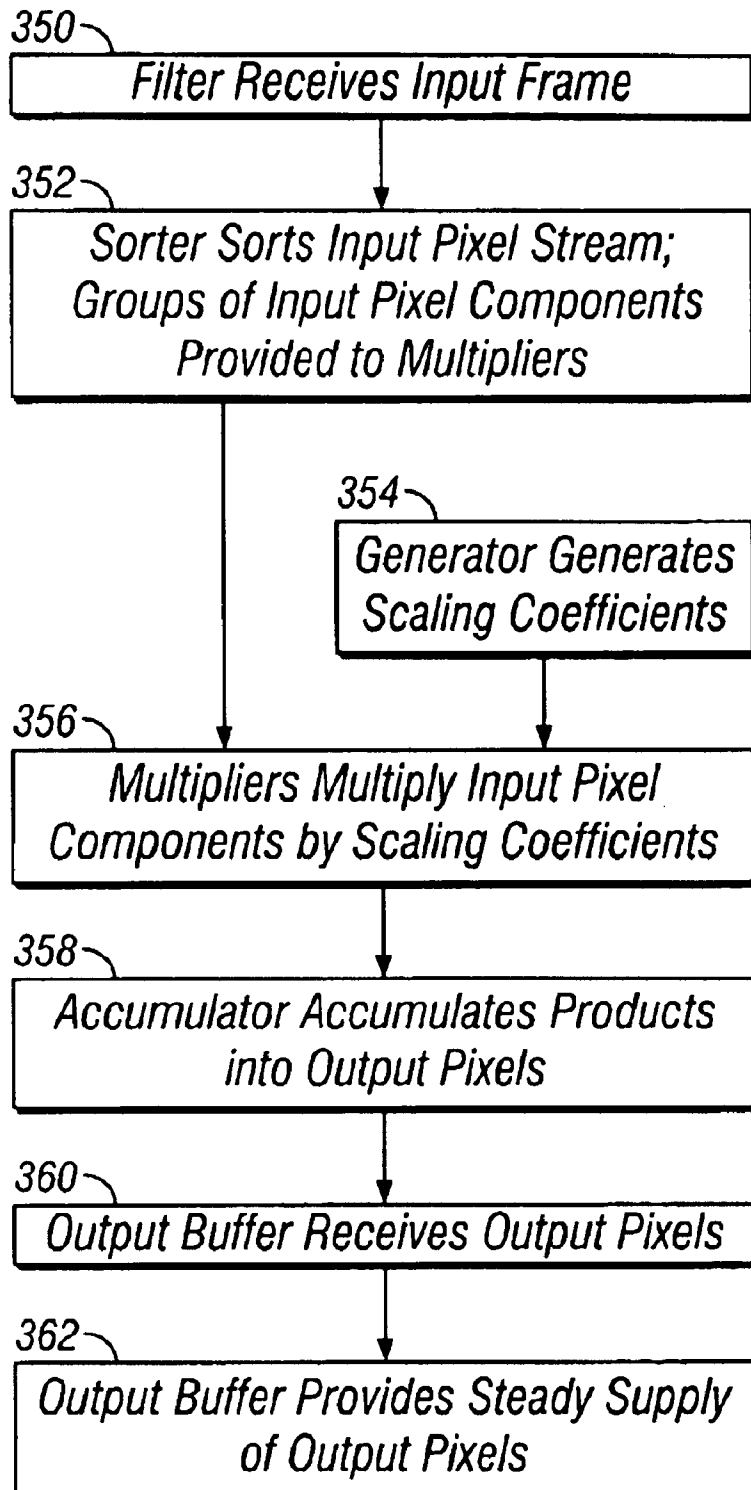 350
Filter Receives Input Frame
352
Sorter Sorts Input Pixel Stream;
Groups of Input Pixel Components
Provided to Multipliers
354
Generator Generates
Scaling Coefficients
356
Multipliers Multiply Input Pixel
Components by Scaling Coefficients
358
Accumulator Accumulates Products
into Output Pixels
360
Output Buffer Receives Output Pixels
362
Output Buffer Provides Steady Supply
of Output Pixels